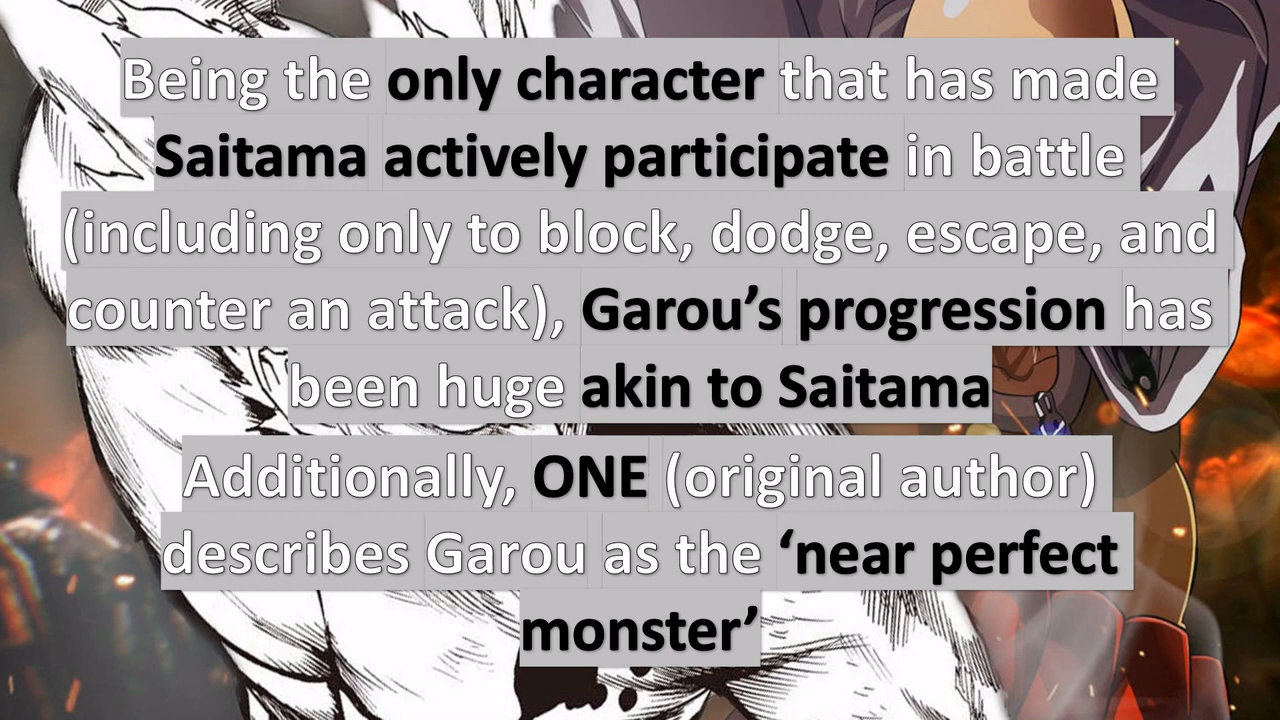 Being the only character that has made
Saitama actively participate in battle
(including only to block, dodge, escape, and
counter an attack), Garou’s progression has
been huge akin to Saitama
Additionally, ONE (original author)
describes Garou as the ‘near perfect
monster’